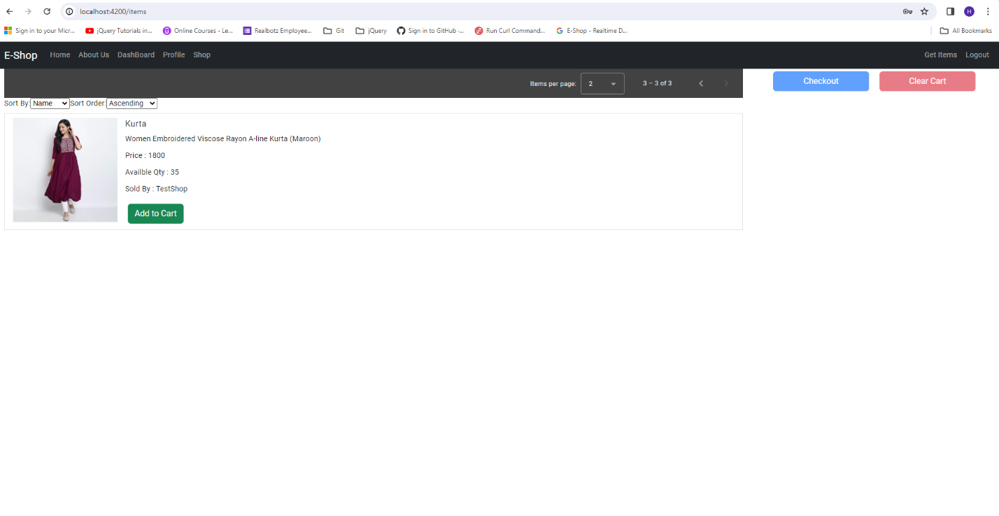 localhost:4200/items
Sign in to your Micr... jQuery Tutorials in... Online Courses - Le... Realbotz Employee... Git jQuery Sign in to GitHub ·... Run Curl Command... E-Shop - Realtime D... All Bookmarks
E-Shop Home About Us DashBoard Profile Shop Get Items Logout
Items per page: 2 3 – 3 of 3 Checkout Clear Cart
Sort By: Name Sort Order: Ascending
Kurta
Women Embroidered Viscose Rayon A-line Kurta (Maroon)
Price : 1800
Availble Qty : 35
Sold By : TestShop
Add to Cart
H